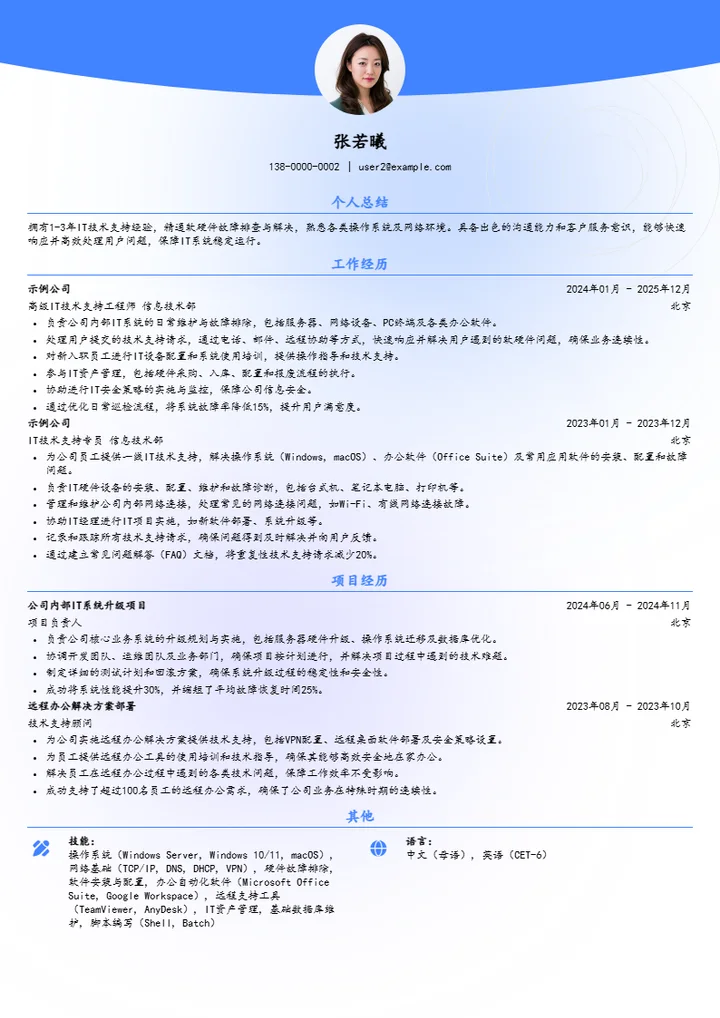 张若曦
138-0000-0002 | user2@example.com
个人总结
拥有1-3年IT技术支持经验，精通软硬件故障排查与解决，熟悉各类操作系统及网络环境。具备出色的沟通能力和客户服务意识，能够快速
响应并高效处理用户问题，保障IT系统稳定运行。
工作经历
示例公司 2024年01月 - 2025年12月
高级IT技术支持工程师 信息技术部 北京
• 负责公司内部IT系统的日常维护与故障排除，包括服务器、网络设备、PC终端及各类办公软件。
• 处理用户提交的技术支持请求，通过电话、邮件、远程协助等方式，快速响应并解决用户遇到的软硬件问题，确保业务连续性。
• 对新入职员工进行IT设备配置和系统使用培训，提供操作指导和技术支持。
• 参与IT资产管理，包括硬件采购、入库、配置和报废流程的执行。
• 协助进行IT安全策略的实施与监控，保障公司信息安全。
• 通过优化日常巡检流程，将系统故障率降低15%，提升用户满意度。
示例公司 2023年01月 - 2023年12月
IT技术支持专员 信息技术部 北京
• 为公司员工提供一线IT技术支持，解决操作系统（Windows, macOS）、办公软件（Office Suite）及常用应用软件的安装、配置和故障
问题。
• 负责IT硬件设备的安装、配置、维护和故障诊断，包括台式机、笔记本电脑、打印机等。
• 管理和维护公司内部网络连接，处理常见的网络连接问题，如Wi-Fi、有线网络连接故障。
• 协助IT经理进行IT项目实施，如新软件部署、系统升级等。
• 记录和跟踪所有技术支持请求，确保问题得到及时解决并向用户反馈。
• 通过建立常见问题解答（FAQ）文档，将重复性技术支持请求减少20%。
项目经历
公司内部IT系统升级项目 2024年06月 - 2024年11月
项目负责人 北京
• 负责公司核心业务系统的升级规划与实施，包括服务器硬件升级、操作系统迁移及数据库优化。
• 协调开发团队、运维团队及业务部门，确保项目按计划进行，并解决项目过程中遇到的技术难题。
• 制定详细的测试计划和回滚方案，确保系统升级过程的稳定性和安全性。
• 成功将系统性能提升30%，并缩短了平均故障恢复时间25%。
远程办公解决方案部署 2023年08月 - 2023年10月
技术支持顾问 北京
• 为公司实施远程办公解决方案提供技术支持，包括VPN配置、远程桌面软件部署及安全策略设置。
• 为员工提供远程办公工具的使用培训和技术指导，确保其能够高效安全地在家办公。
• 解决员工在远程办公过程中遇到的各类技术问题，保障工作效率不受影响。
• 成功支持了超过100名员工的远程办公需求，确保了公司业务在特殊时期的连续性。
其他
技能：
操作系统（Windows Server, Windows 10/11, macOS），
网络基础（TCP/IP, DNS, DHCP, VPN），硬件故障排除，
软件安装与配置，办公自动化软件（Microsoft Office
Suite, Google Workspace），远程支持工具
（TeamViewer, AnyDesk），IT资产管理，基础数据库维
护，脚本编写（Shell, Batch）
语言：
中文（母语），英语（CET-6）